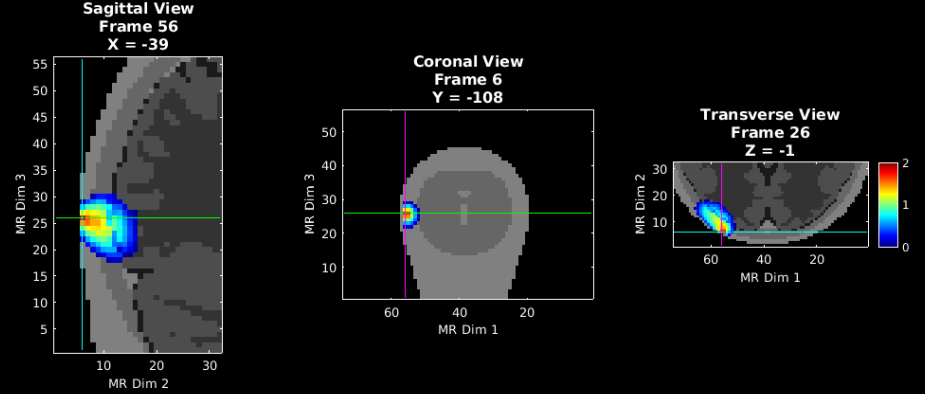 Sagittal View
Frame 56
X = -39
55
50
45
40
35
30
25
20
15
10
5
MR Dim 3
10 20 30
MR Dim 2
Coronal View
Frame 6
Y = -108
50
40
30
20
10
MR Dim 3
60 40 20
MR Dim 1
Transverse View
Frame 26
Z = -1
30
20
10
MR Dim 2
60 40 20
MR Dim 1
2
1
0